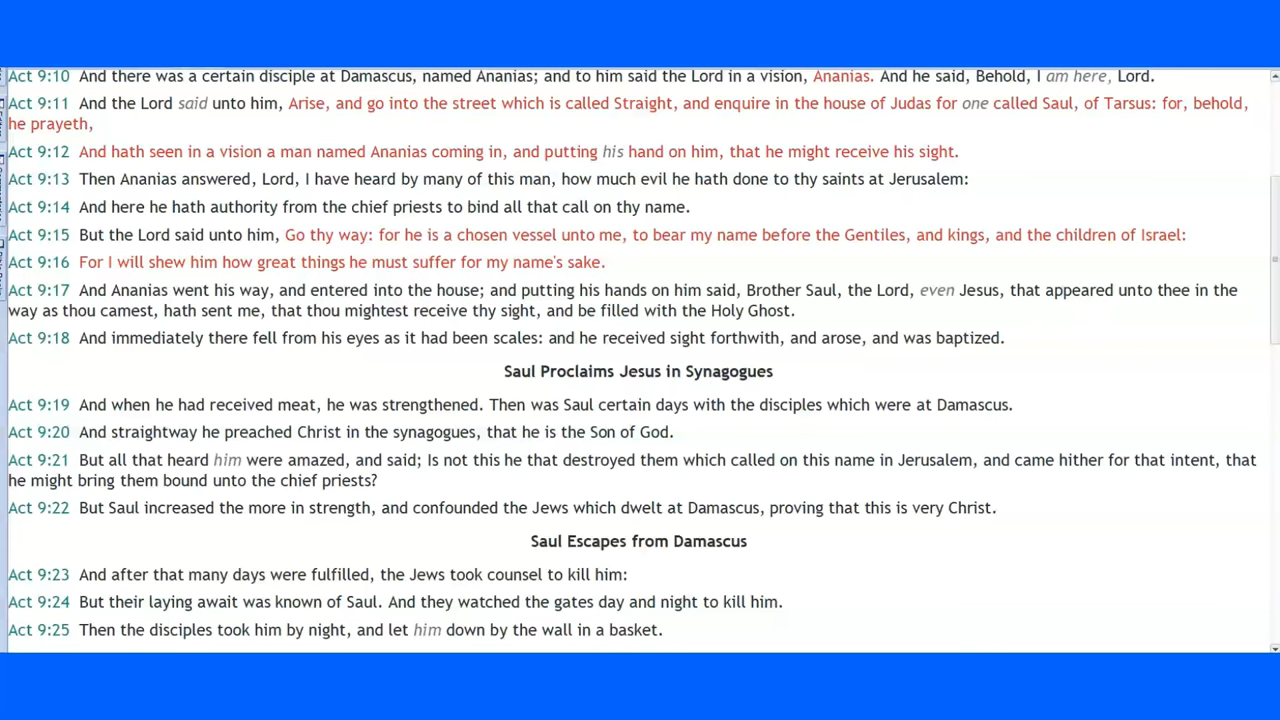 Act 9:10 And there was a certain disciple at Damascus, named Ananias; and to him said the Lord in a vision, Ananias. And he said, Behold, I am here, Lord.
Act 9:11 And the Lord said unto him, Arise, and go into the street which is called Straight, and enquire in the house of Judas for one called Saul, of Tarsus: for, behold,
he prayeth,
Act 9:12 And hath seen in a vision a man named Ananias coming in, and putting his hand on him, that he might receive his sight.
Act 9:13 Then Ananias answered, Lord, I have heard by many of this man, how much evil he hath done to thy saints at Jerusalem:
Act 9:14 And here he hath authority from the chief priests to bind all that call on thy name.
Act 9:15 But the Lord said unto him, Go thy way: for he is a chosen vessel unto me, to bear my name before the Gentiles, and kings, and the children of Israel:
Act 9:16 For I will shew him how great things he must suffer for my name's sake.
Act 9:17 And Ananias went his way, and entered into the house; and putting his hands on him said, Brother Saul, the Lord, even Jesus, that appeared unto thee in the
way as thou camest, hath sent me, that thou mightest receive thy sight, and be filled with the Holy Ghost.
Act 9:18 And immediately there fell from his eyes as it had been scales: and he received sight forthwith, and arose, and was baptized.
Saul Proclaims Jesus in Synagogues
Act 9:19 And when he had received meat, he was strengthened. Then was Saul certain days with the disciples which were at Damascus.
Act 9:20 And straightway he preached Christ in the synagogues, that he is the Son of God.
Act 9:21 But all that heard him were amazed, and said; Is not this he that destroyed them which called on this name in Jerusalem, and came hither for that intent, that
he might bring them bound unto the chief priests?
Act 9:22 But Saul increased the more in strength, and confounded the Jews which dwelt at Damascus, proving that this is very Christ.
Saul Escapes from Damascus
Act 9:23 And after that many days were fulfilled, the Jews took counsel to kill him:
Act 9:24 But their laying await was known of Saul. And they watched the gates day and night to kill him.
Act 9:25 Then the disciples took him by night, and let him down by the wall in a basket.